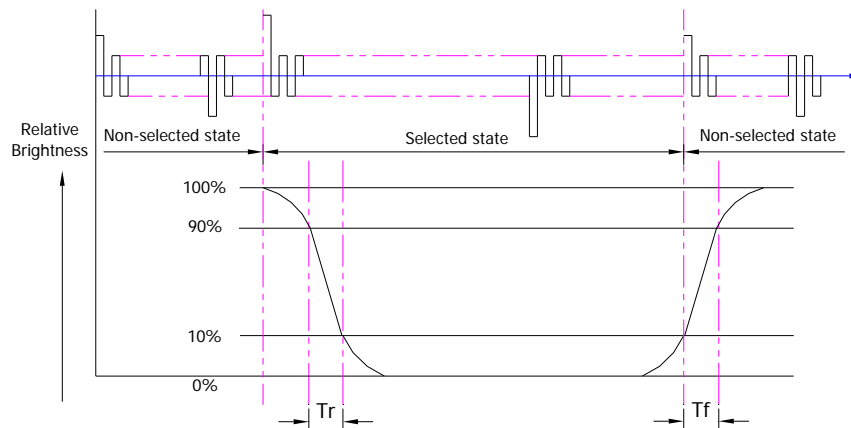 Relative
Brightness
Non-selected state
Selected state
Non-selected state
100%
90%
10%
0%
Tr
Tf